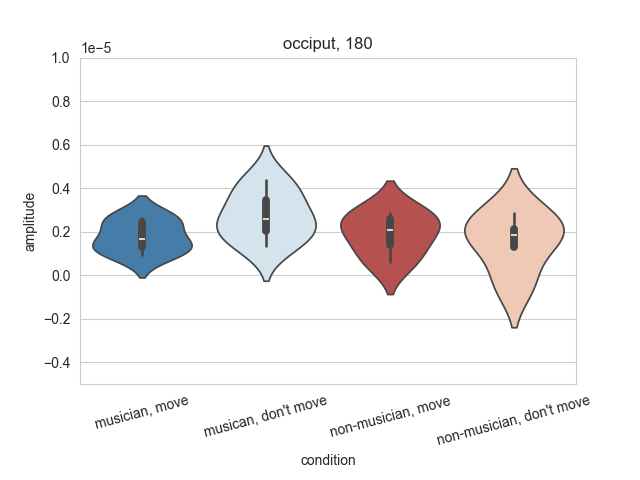 occiput, 180
1e−5
1.0
0.8
0.6
0.4
0.2
0.0
−0.2
−0.4
amplitude
musician, move
musican, don't move
non-musician, move
non-musician, don't move
condition